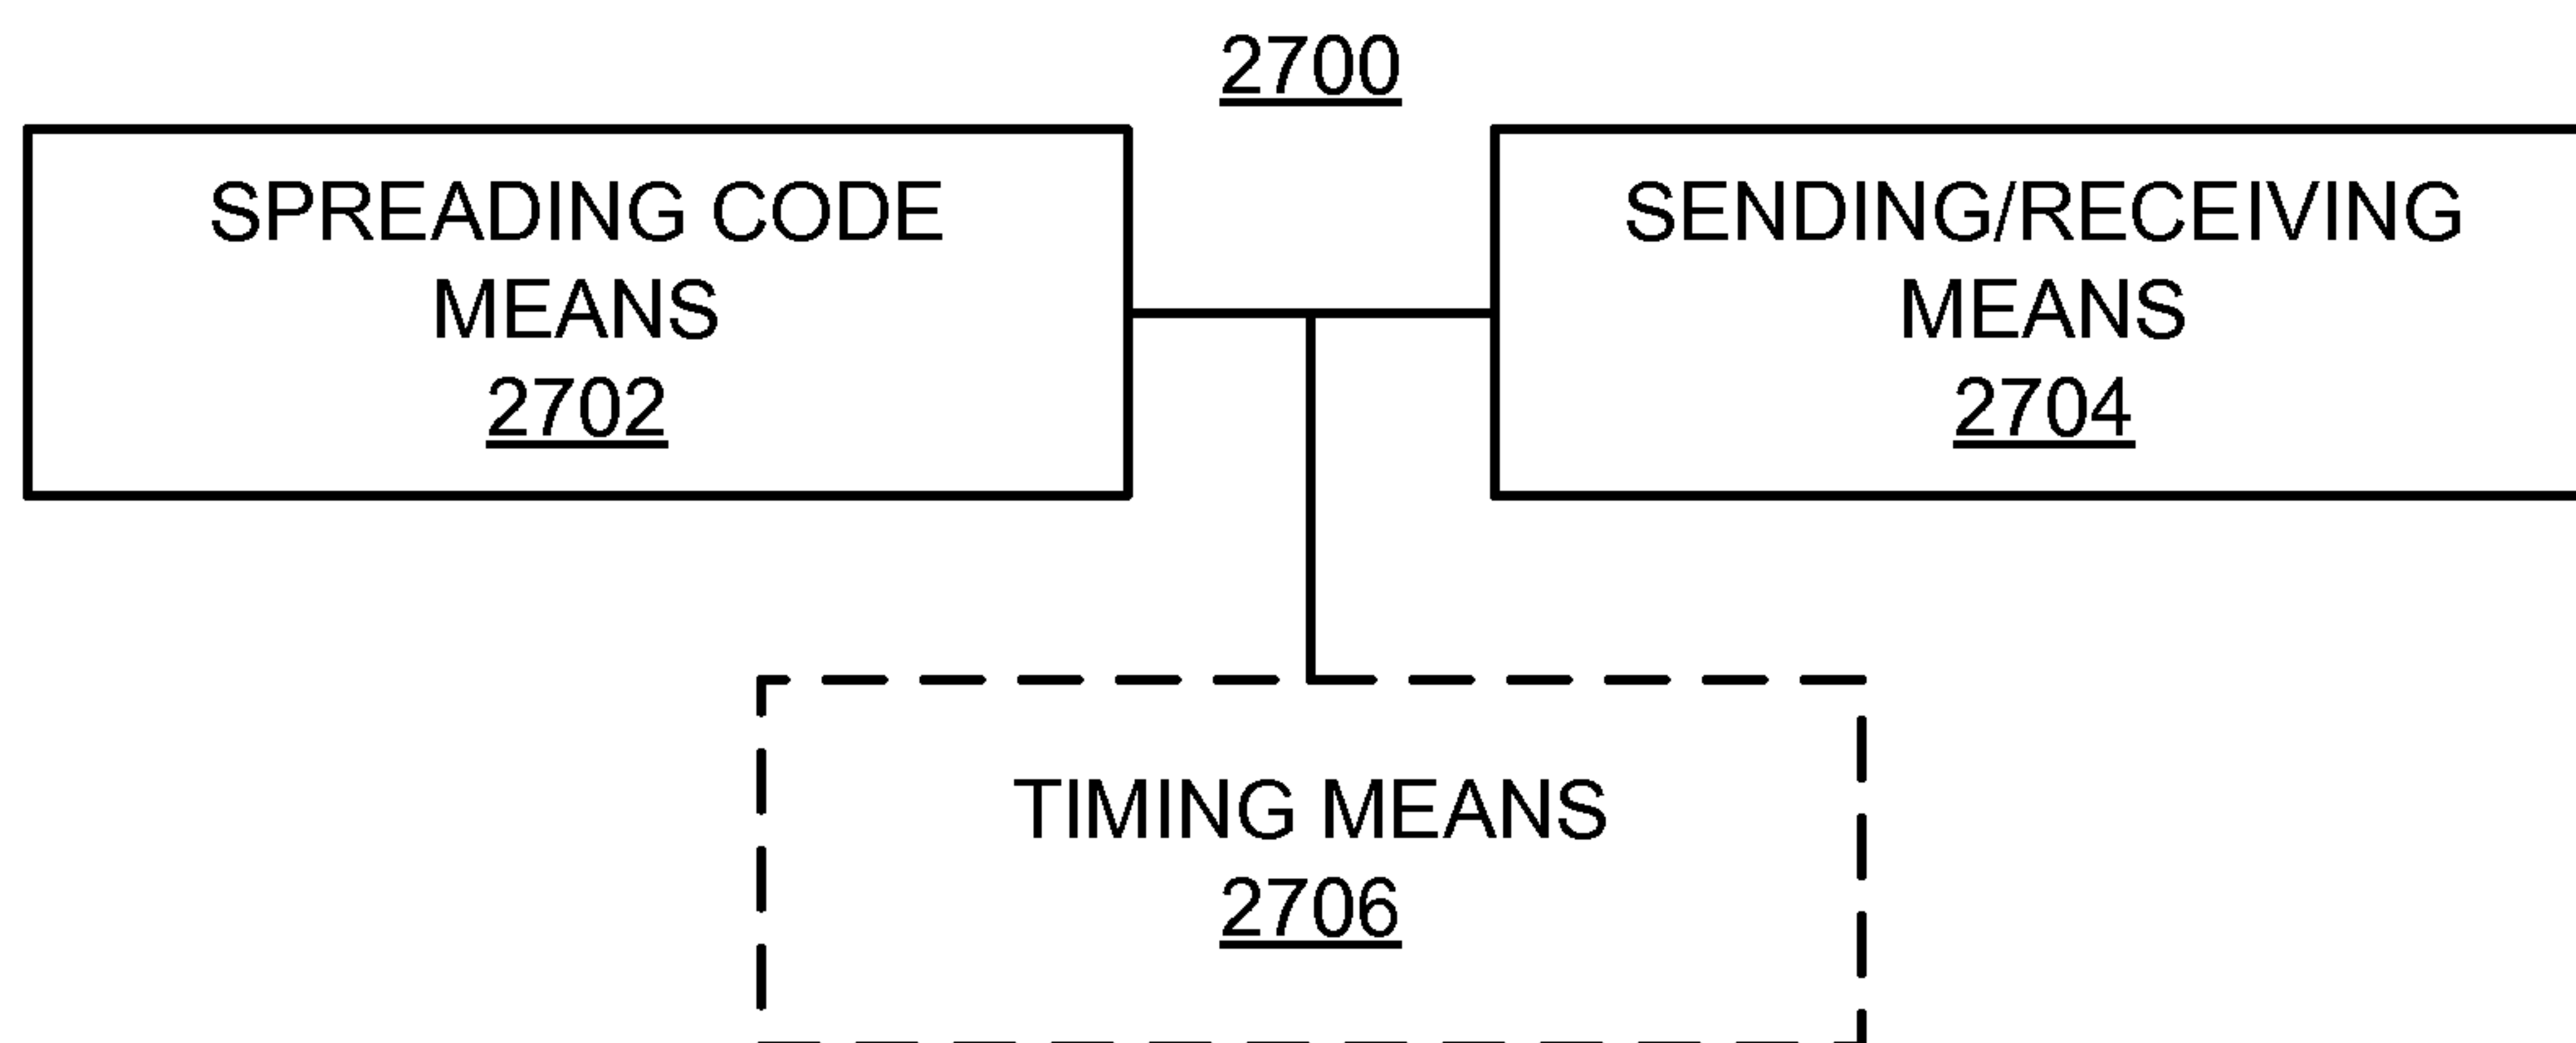 2700
SPREADING CODE
MEANS
2702
SENDING/RECEIVING
MEANS
2704
TIMING MEANS
2706